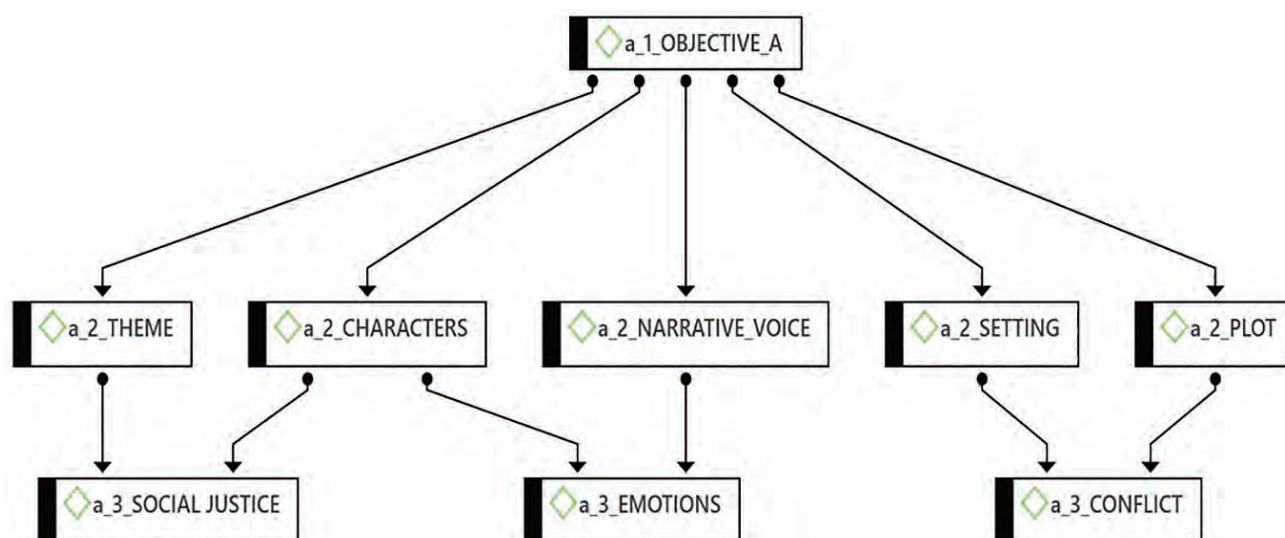 a_1_OBJECTIVE_A
a_2_THEME
a_2_CHARACTERS
a_2_NARRATIVE_VOICE
a_2_SETTING
a_2_PLOT
a_3_SOCIAL JUSTICE
a_3_EMOTIONS
a_3_CONFLICT